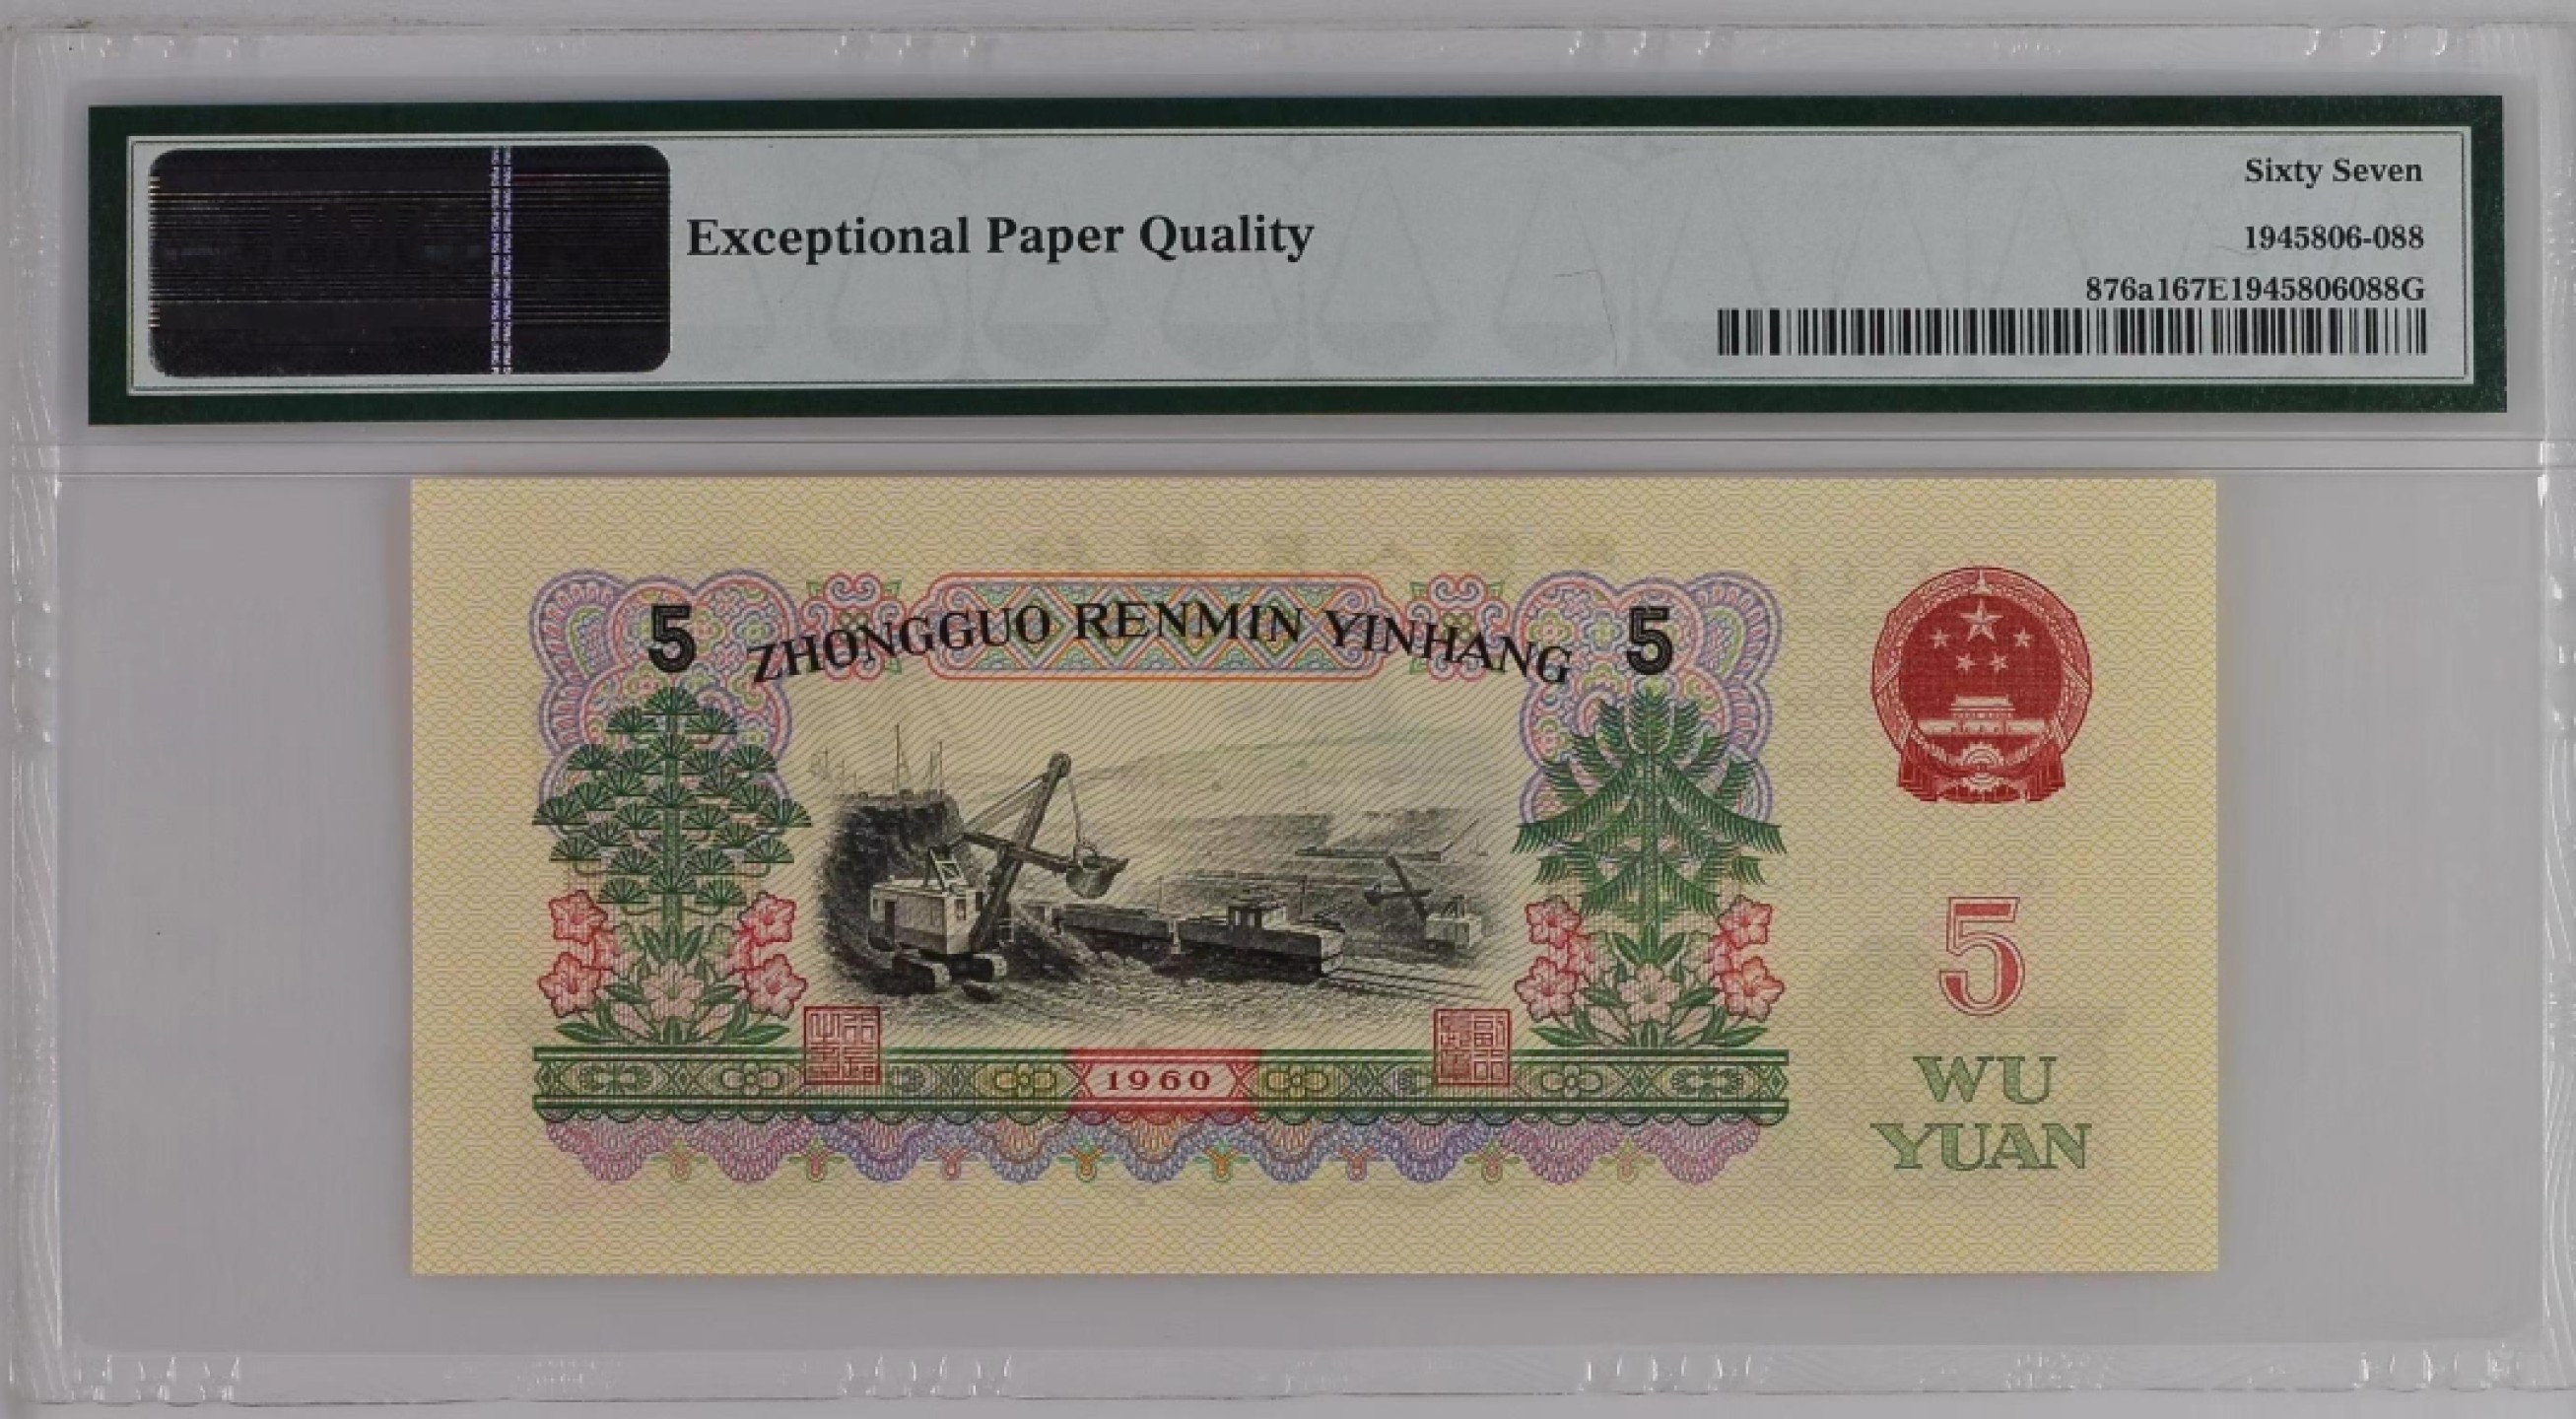 Sixty Seven
Exceptional Paper Quality
1945806-088
876a167E1945806088G
5 ZHONGGUO RENMIN YINHANG 5
5
1960
WU
YUAN